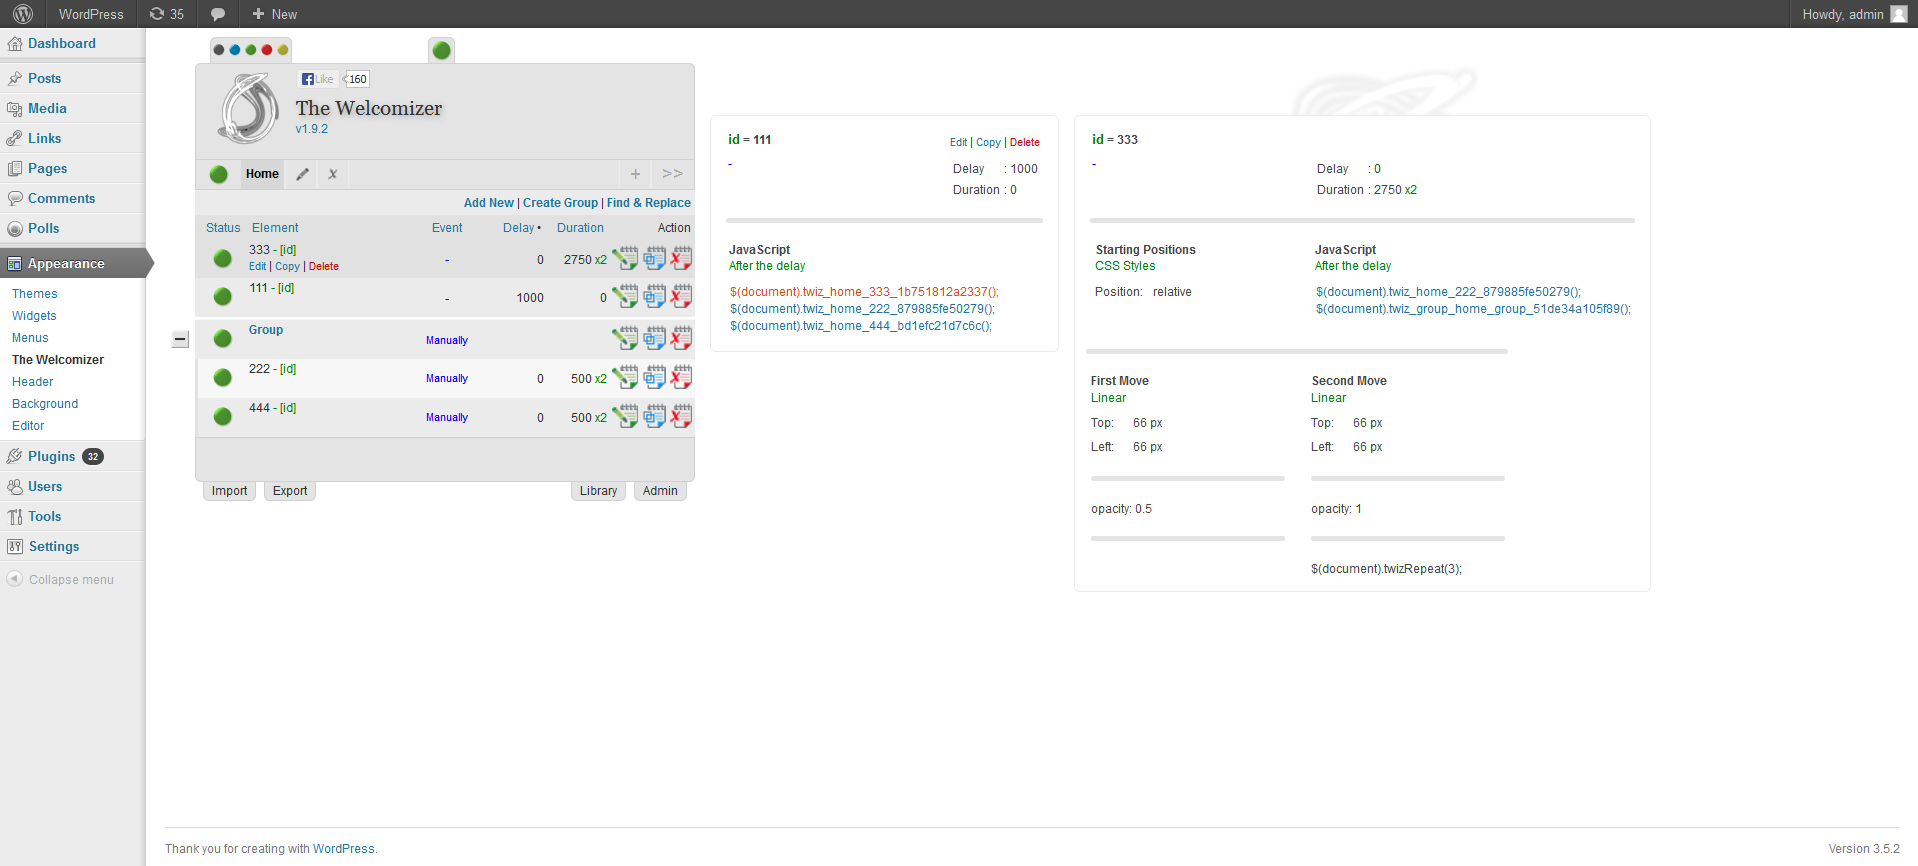 WordPress 35 + New Howdy, admin
Dashboard
Posts
Media
Links
Pages
Comments
Polls
Appearance
Themes
Widgets
Menus
The Welcomizer
Header
Background
Editor
Plugins 32
Users
Tools
Settings
Collapse menu
Like 160
The Welcomizer
v1.9.2
Home x + >>
Add New | Create Group | Find & Replace
Status Element Event Delay • Duration Action
333 - [id] - 0 2750 x2
Edit | Copy | Delete
111 - [id] - 1000 0
Group Manually
222 - [id] Manually 0 500 x2
444 - [id] Manually 0 500 x2
Import Export Library Admin
id = 111 Edit | Copy | Delete
- Delay : 1000
Duration : 0
JavaScript
After the delay
$(document).twiz_home_333_1b751812a2337();
$(document).twiz_home_222_879885fe50279();
$(document).twiz_home_444_bd1efc21d7c6c();
id = 333
- Delay : 0
Duration : 2750 x2
Starting Positions JavaScript
CSS Styles After the delay
Position: relative $(document).twiz_home_222_879885fe50279();
$(document).twiz_group_home_group_51de34a105f89();
First Move Second Move
Linear Linear
Top: 66 px Top: 66 px
Left: 66 px Left: 66 px
opacity: 0.5 opacity: 1
$(document).twizRepeat(3);
Thank you for creating with WordPress. Version 3.5.2